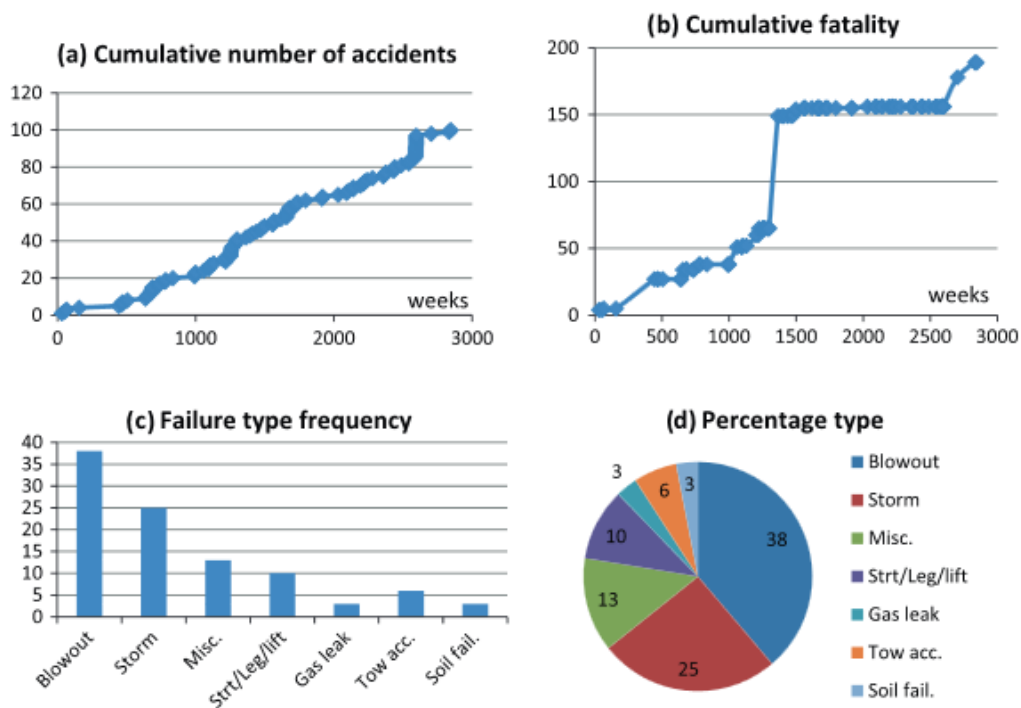 (a) Cumulative number of accidents
120
100
80
60
40
20
0
0 1000 2000 3000
weeks
(b) Cumulative fatality
200
150
100
50
0
0 500 1000 1500 2000 2500 3000
weeks
(c) Failure type frequency
40
35
30
25
20
15
10
5
0
Blowout
Storm
Misc.
Strt/Leg/lift
Gas leak
Tow acc.
Soil fail.
(d) Percentage type
3
6
3
10
38
13
25
Blowout
Storm
Misc.
Strt/Leg/lift
Gas leak
Tow acc.
Soil fail.